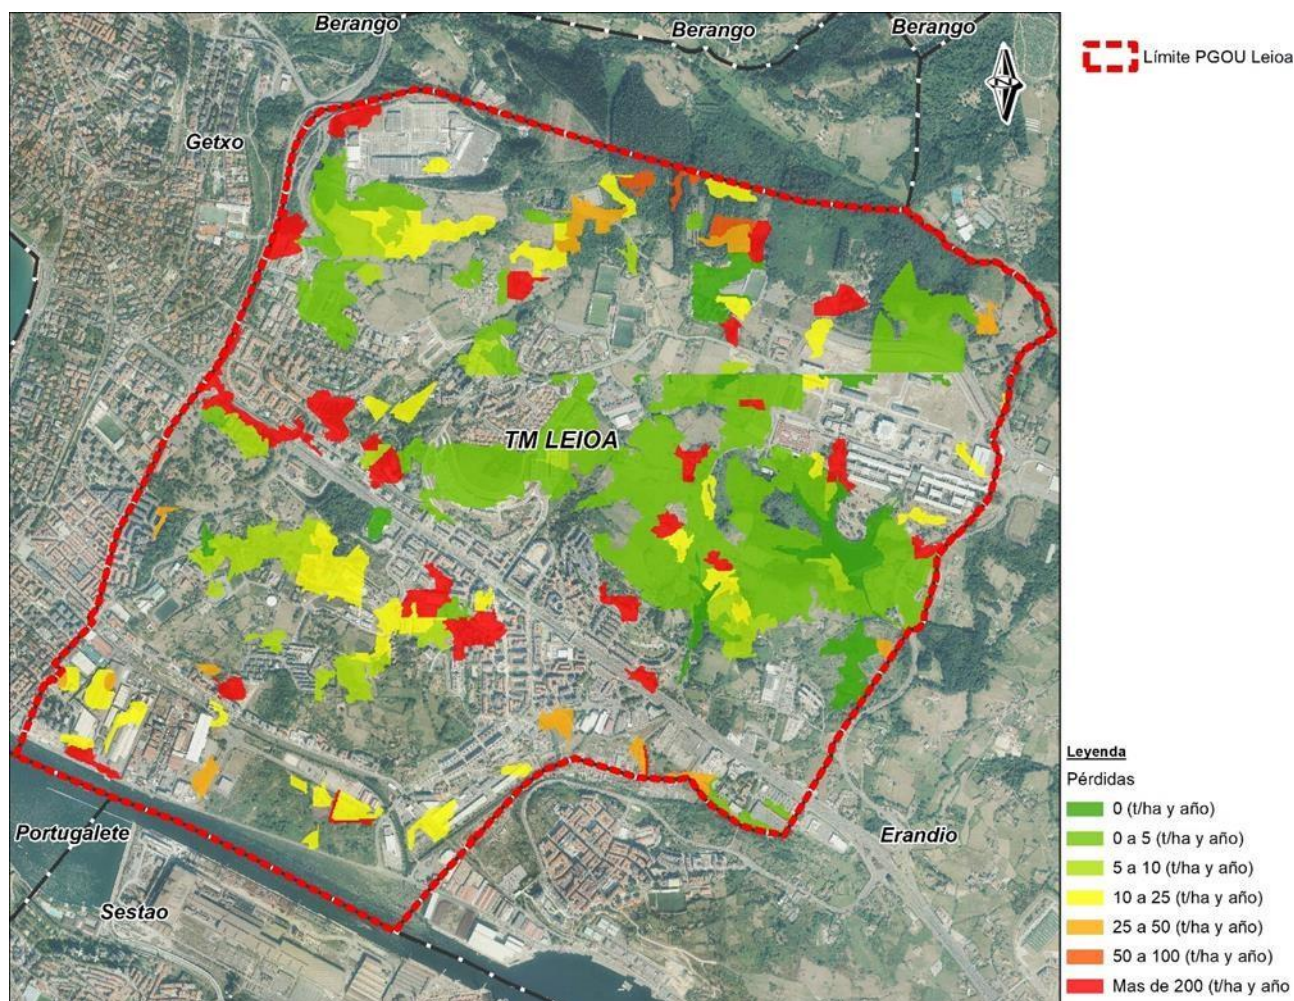 Berango
Berango
Berango
Límite PGOU Leioa
Getxo
TM LEIOA
Portugalete
Sestao
Erandio
Leyenda
Pérdidas
0 (t/ha y año)
0 a 5 (t/ha y año)
5 a 10 (t/ha y año)
10 a 25 (t/ha y año)
25 a 50 (t/ha y año)
50 a 100 (t/ha y año)
Mas de 200 (t/ha y año